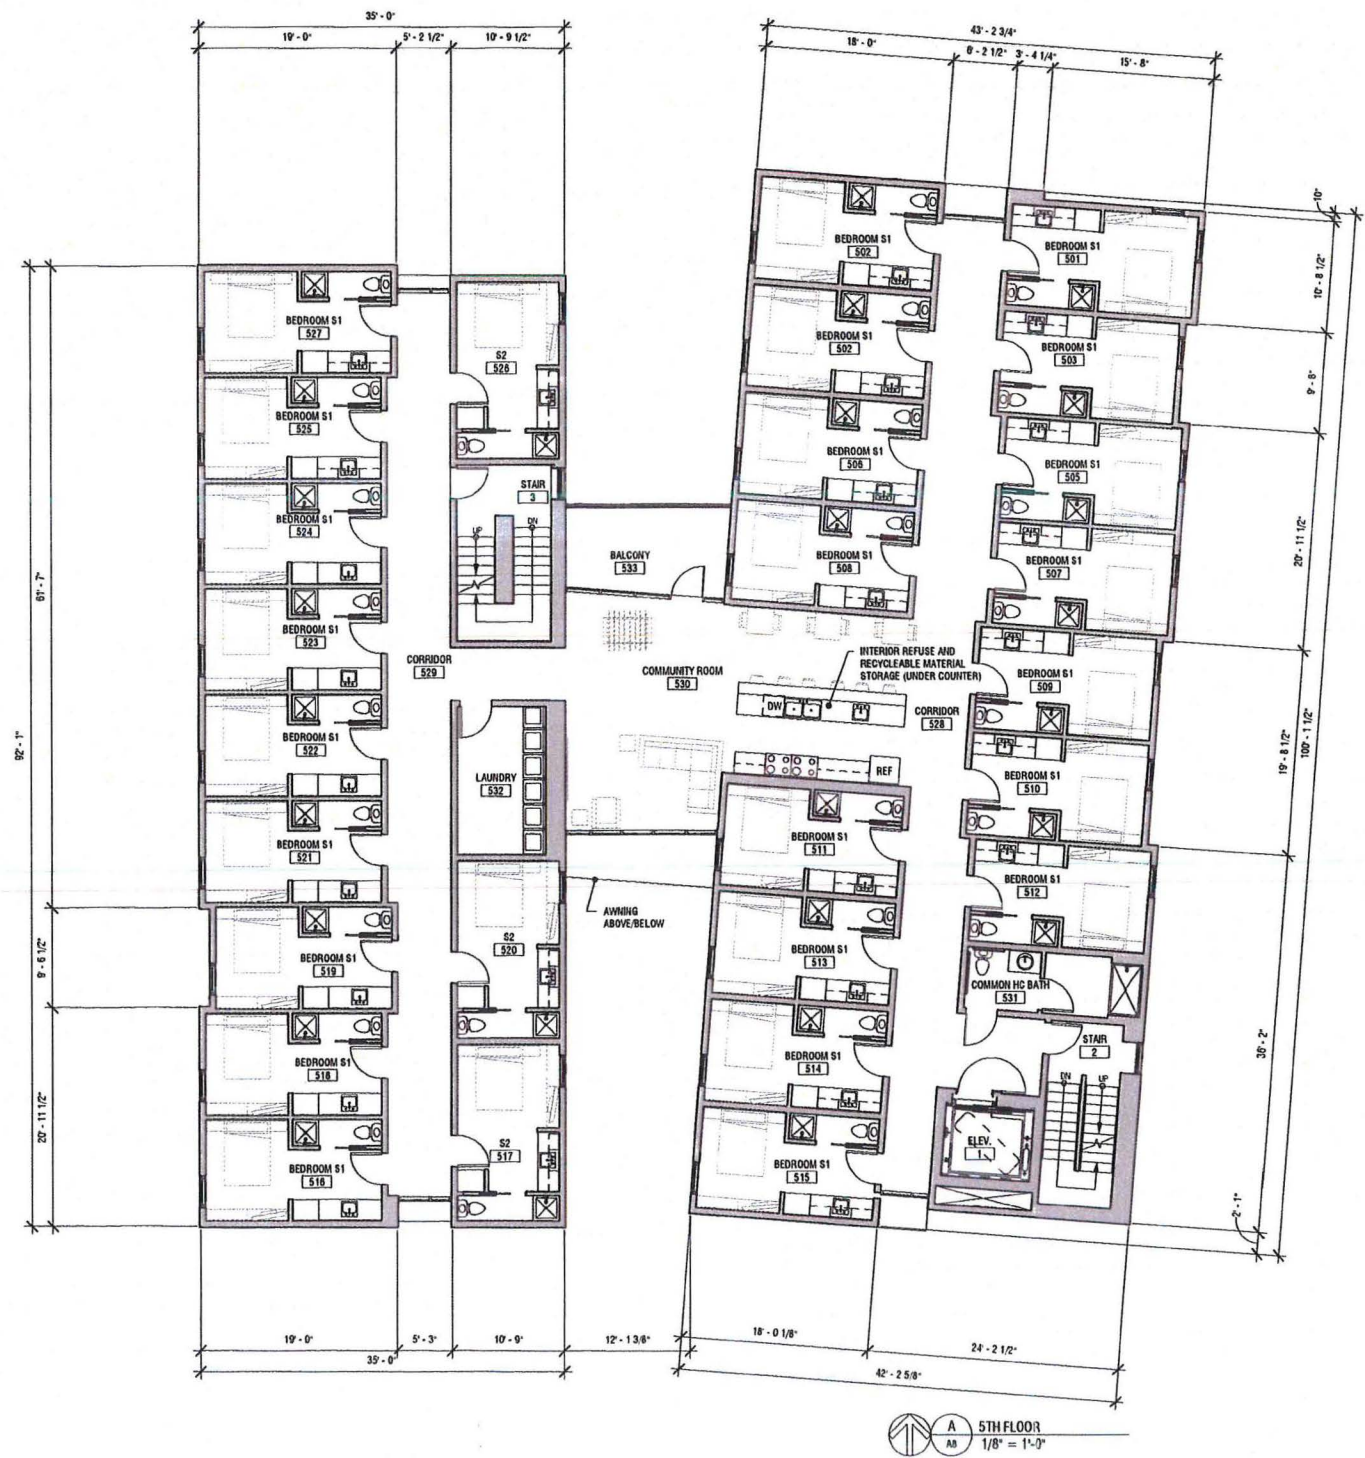 35' - 0"
19' - 0"
5' - 2 1/2"
10' - 9 1/2"
43' - 2 3/4"
18' - 0"
6' - 2 1/2"
3' - 4 1/4"
15' - 8"
10"
10' - 8 1/2"
9' - 8"
20' - 11 1/2"
100' - 1 1/2"
19' - 8 1/2"
36' - 2"
2' - 1"
92' - 1"
61' - 7"
9' - 6 1/2"
20' - 11 1/2"
BEDROOM S1
502
BEDROOM S1
501
BEDROOM S1
502
BEDROOM S1
503
BEDROOM S1
506
BEDROOM S1
505
BEDROOM S1
508
BEDROOM S1
507
BEDROOM S1
527
S2
526
BEDROOM S1
525
STAIR
3
UP
DN
BEDROOM S1
524
BALCONY
533
BEDROOM S1
523
CORRIDOR
529
COMMUNITY ROOM
530
INTERIOR REFUSE AND
RECYCLEABLE MATERIAL
STORAGE (UNDER COUNTER)
DW
CORRIDOR
528
REF
BEDROOM S1
509
BEDROOM S1
522
LAUNDRY
532
BEDROOM S1
510
BEDROOM S1
521
BEDROOM S1
511
BEDROOM S1
512
AWNING
ABOVE/BELOW
S2
520
BEDROOM S1
519
BEDROOM S1
513
COMMON HC BATH
531
BEDROOM S1
518
BEDROOM S1
514
STAIR
2
DN
UP
S2
517
BEDROOM S1
516
BEDROOM S1
515
ELEV.
1
19' - 0"
5' - 3"
10' - 9"
12' - 1 3/8"
18' - 0 1/8"
24' - 2 1/2"
35' - 0"
42' - 2 5/8"
A
A8
5TH FLOOR
1/8" = 1'-0"